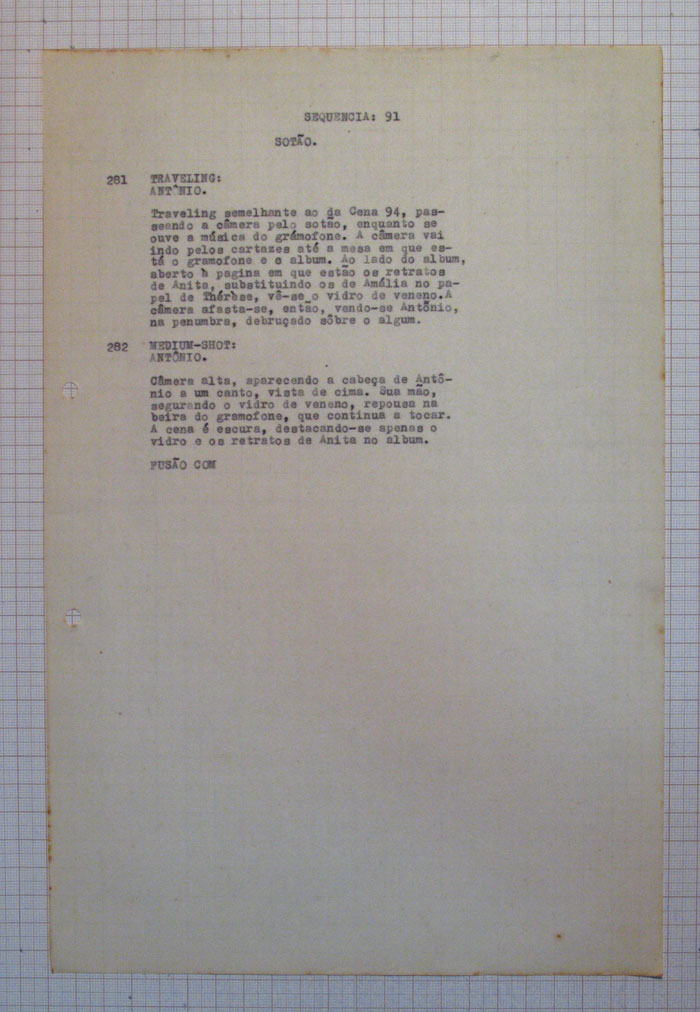 SEQUENCIA: 91
SOTÃO.
281 TRAVELING:
ANTÔNIO.
Traveling semelhante ao da Cena 94, pas-
seando a câmera pelo sotão, enquanto se
ouve a música do grámofone. A câmera vai
indo pelos cartazes até a mesa em que es-
tá o gramofone e o album. Ao lado do album,
aberto à pagina em que estão os retratos
de Anita, substituindo os de Amália no pa-
pel de Thérèse, vê-se o vidro de veneno.A
câmera afasta-se, então, vendo-se Antônio,
na penumbra, debruçado sôbre o algum.
282 MEDIUM-SHOT:
ANTÔNIO.
Câmera alta, aparecendo a cabeça de Antô-
nio a um canto, vista de cima. Sua mão,
segurando o vidro de veneno, repousa na
beira do gramofone, que continua a tocar.
A cena é escura, destacando-se apenas o
vidro e os retratos de Anita no album.
FUSÃO COM